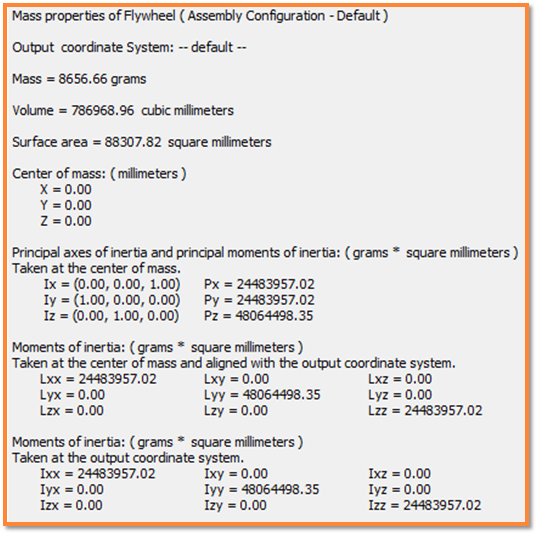 Mass properties of Flywheel ( Assembly Configuration - Default )
Output coordinate System: -- default --
Mass = 8656.66 grams
Volume = 786968.96 cubic millimeters
Surface area = 88307.82 square millimeters
Center of mass: ( millimeters )
X = 0.00
Y = 0.00
Z = 0.00
Principal axes of inertia and principal moments of inertia: ( grams * square millimeters )
Taken at the center of mass.
Ix = (0.00, 0.00, 1.00) Px = 24483957.02
Iy = (1.00, 0.00, 0.00) Py = 24483957.02
Iz = (0.00, 1.00, 0.00) Pz = 48064498.35
Moments of inertia: ( grams * square millimeters )
Taken at the center of mass and aligned with the output coordinate system.
Lxx = 24483957.02 Lxy = 0.00 Lxz = 0.00
Lyx = 0.00 Lyy = 48064498.35 Lyz = 0.00
Lzx = 0.00 Lzy = 0.00 Lzz = 24483957.02
Moments of inertia: ( grams * square millimeters )
Taken at the output coordinate system.
Ixx = 24483957.02 Ixy = 0.00 Ixz = 0.00
Iyx = 0.00 Iyy = 48064498.35 Iyz = 0.00
Izx = 0.00 Izy = 0.00 Izz = 24483957.02